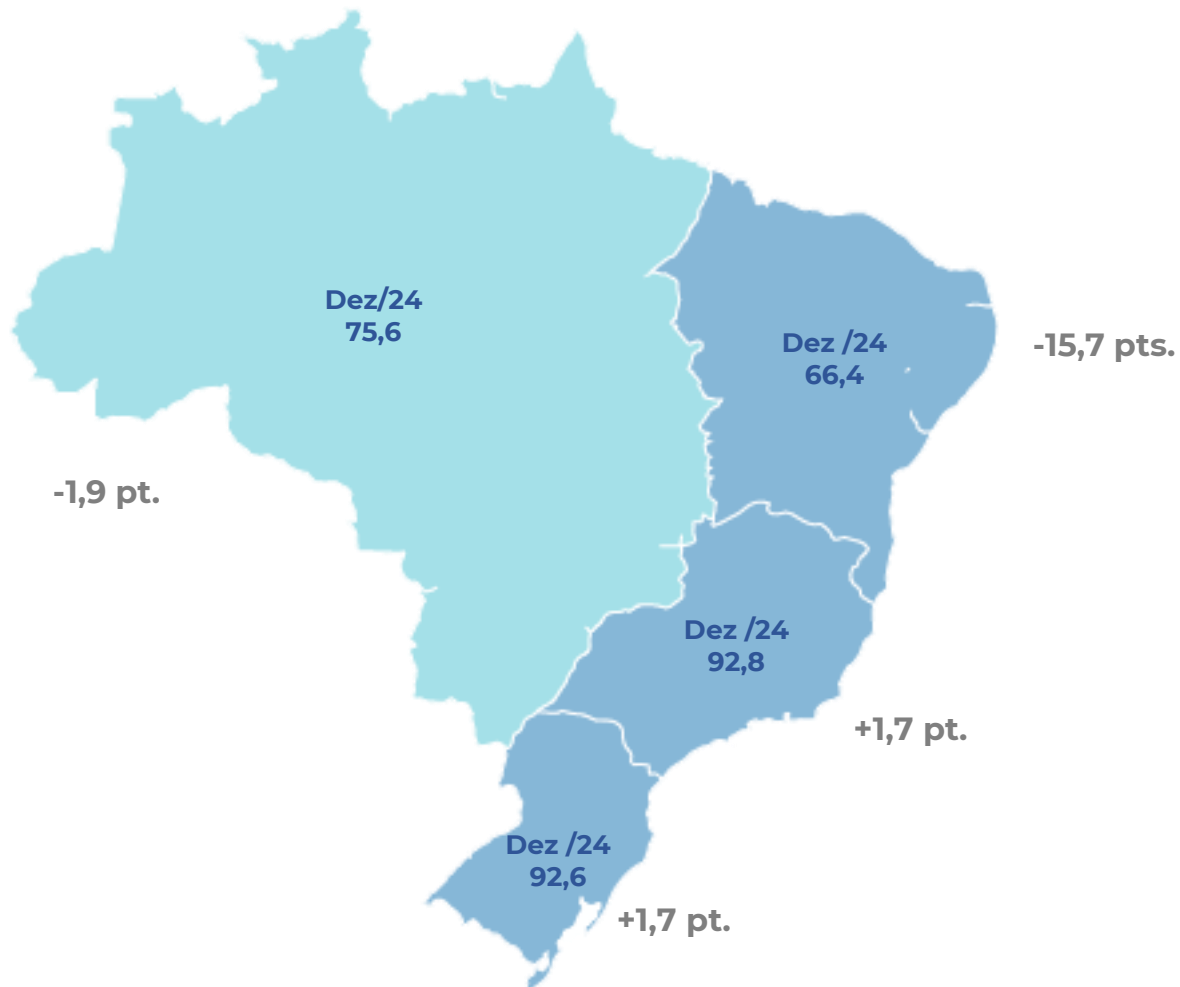 Dez/24
75,6
Dez /24
66,4
-15,7 pts.
-1,9 pt.
Dez /24
92,8
+1,7 pt.
Dez /24
92,6
+1,7 pt.